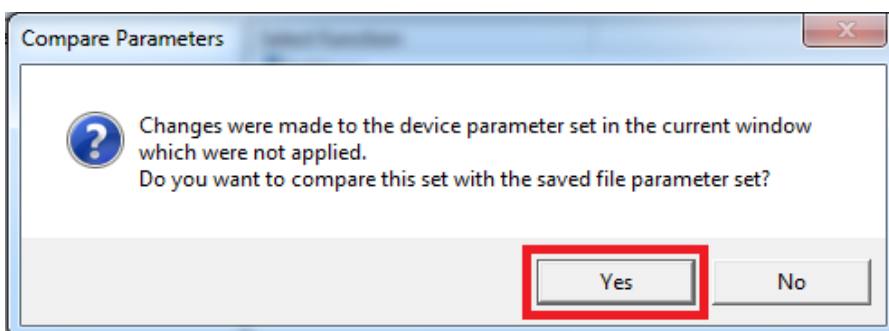 Compare Parameters
Changes were made to the device parameter set in the current window
which were not applied.
Do you want to compare this set with the saved file parameter set?
Yes
No